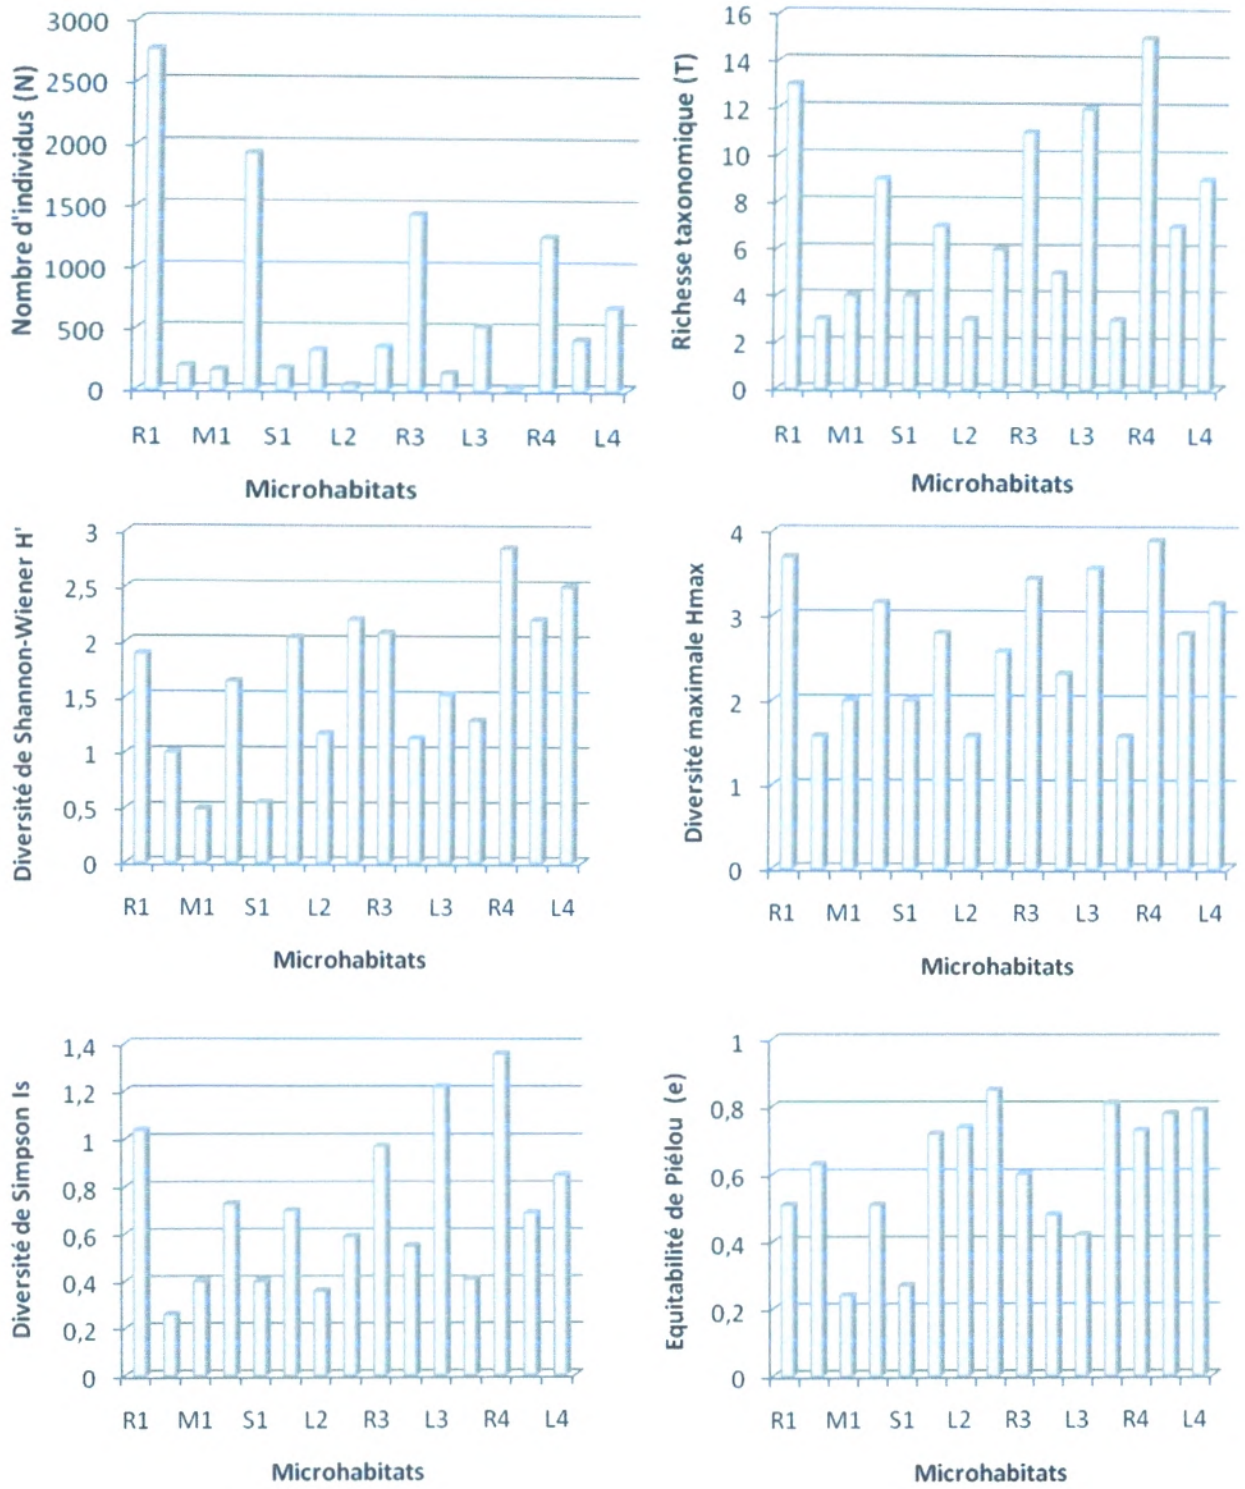 Nombre d'individus (N)
3000
2500
2000
1500
1000
500
0
R1 M1 S1 L2 R3 L3 R4 L4
Microhabitats
Richesse taxonomique (T)
16
14
12
10
8
6
4
2
0
R1 M1 S1 L2 R3 L3 R4 L4
Microhabitats
Diversité de Shannon-Wiener H'
3
2,5
2
1,5
1
0,5
0
R1 M1 S1 L2 R3 L3 R4 L4
Microhabitats
Diversité maximale Hmax
4
3
2
1
0
R1 M1 S1 L2 R3 L3 R4 L4
Microhabitats
Diversité de Simpson Is
1,4
1,2
1
0,8
0,6
0,4
0,2
0
R1 M1 S1 L2 R3 L3 R4 L4
Microhabitats
Equitabilité de Piélou (e)
1
0,8
0,6
0,4
0,2
0
R1 M1 S1 L2 R3 L3 R4 L4
Microhabitats